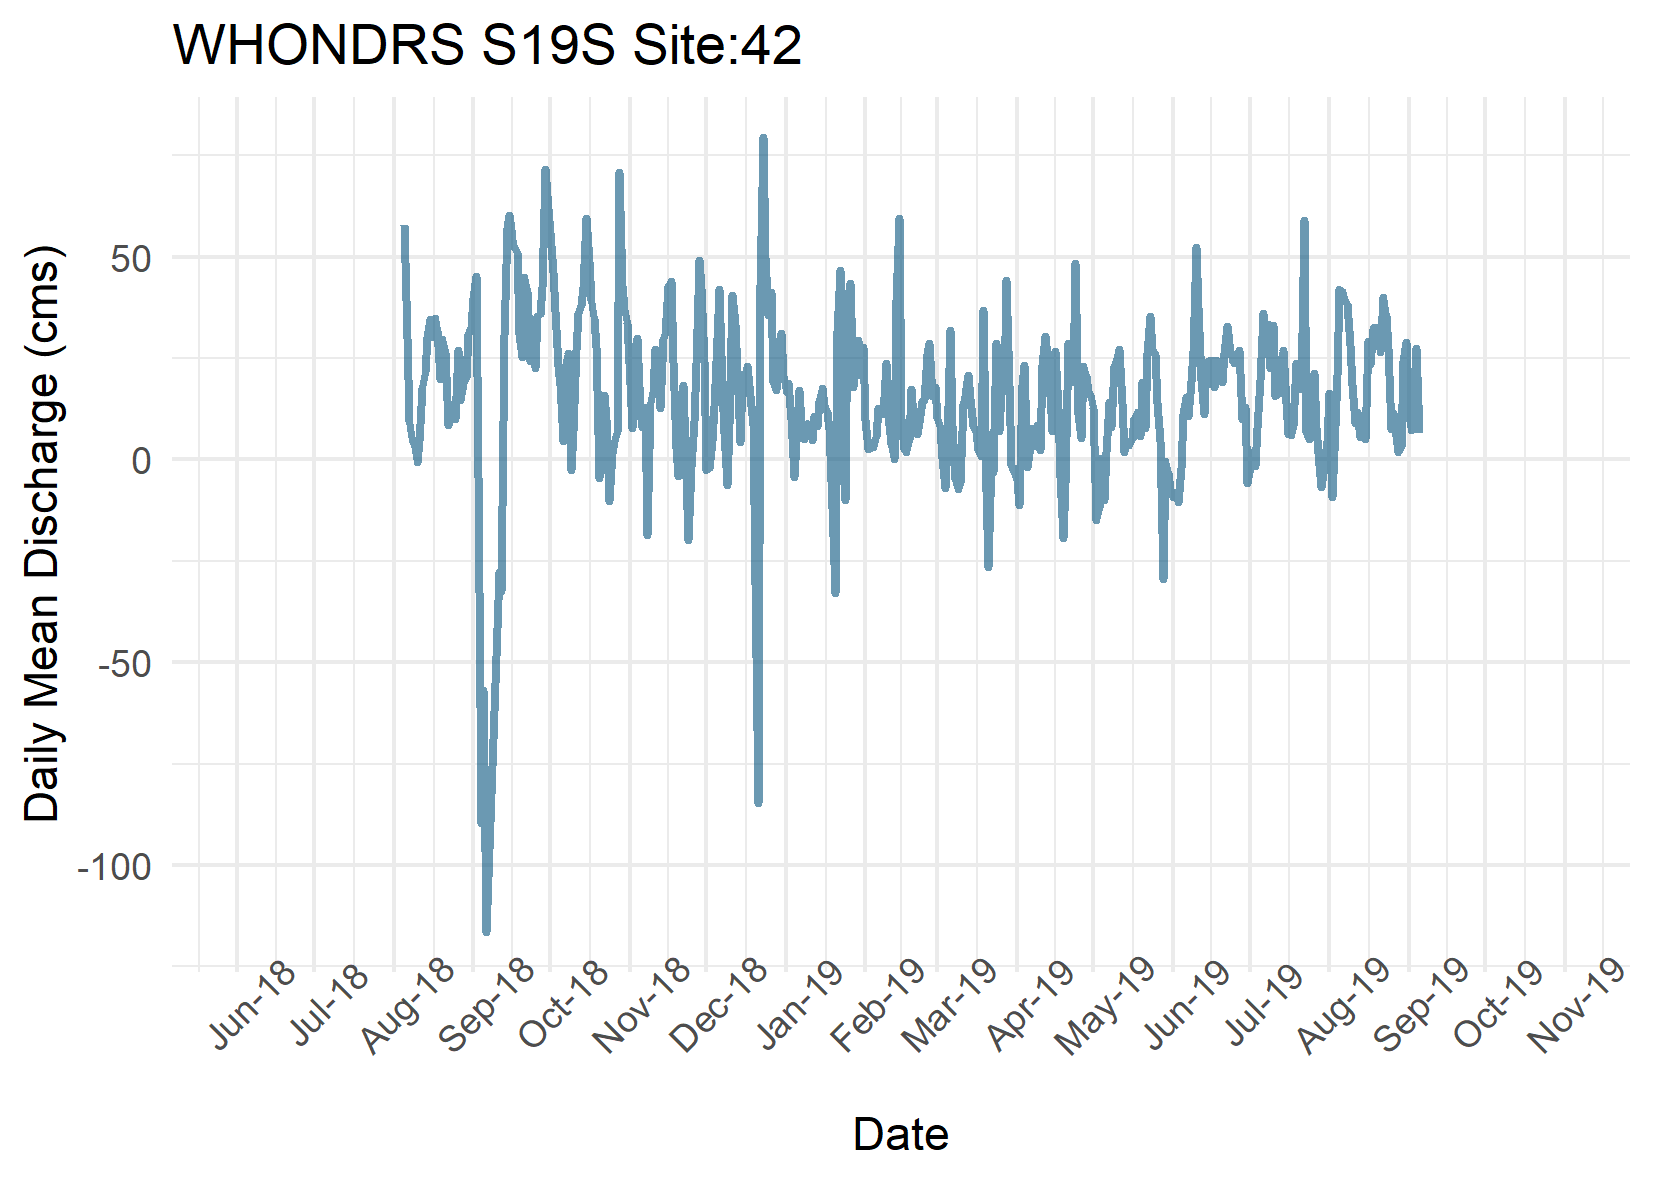 WHONDRS S19S Site:42
Daily Mean Discharge (cms)
50
0
-50
-100
Jun-18
Jul-18
Aug-18
Sep-18
Oct-18
Nov-18
Dec-18
Jan-19
Feb-19
Mar-19
Apr-19
May-19
Jun-19
Jul-19
Aug-19
Sep-19
Oct-19
Nov-19
Date